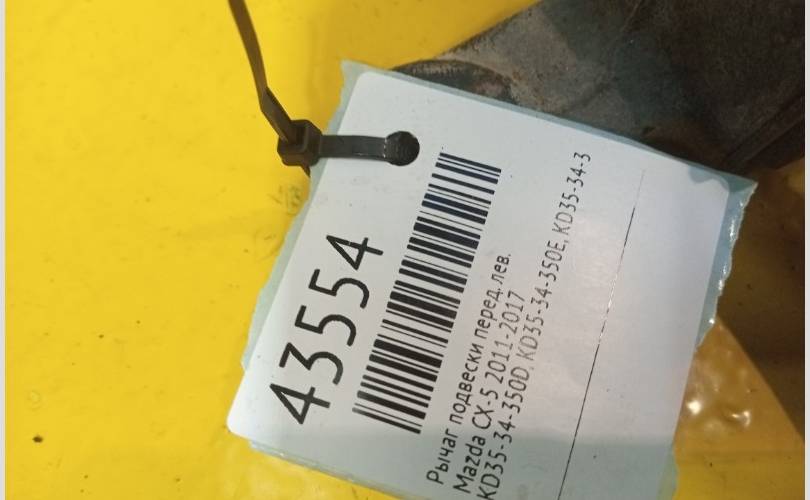 43554
Рычаг подвески перед. лев.
Mazda CX-5 2011-2017
KD35-34-350D, KD35-34-350E, KD35-34-3